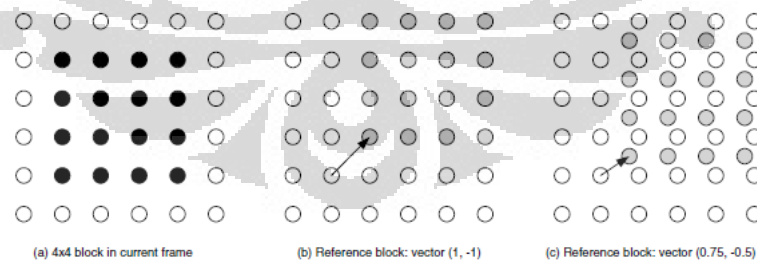 (a) 4x4 block in current frame
(b) Reference block: vector (1, -1)
(c) Reference block: vector (0.75, -0.5)